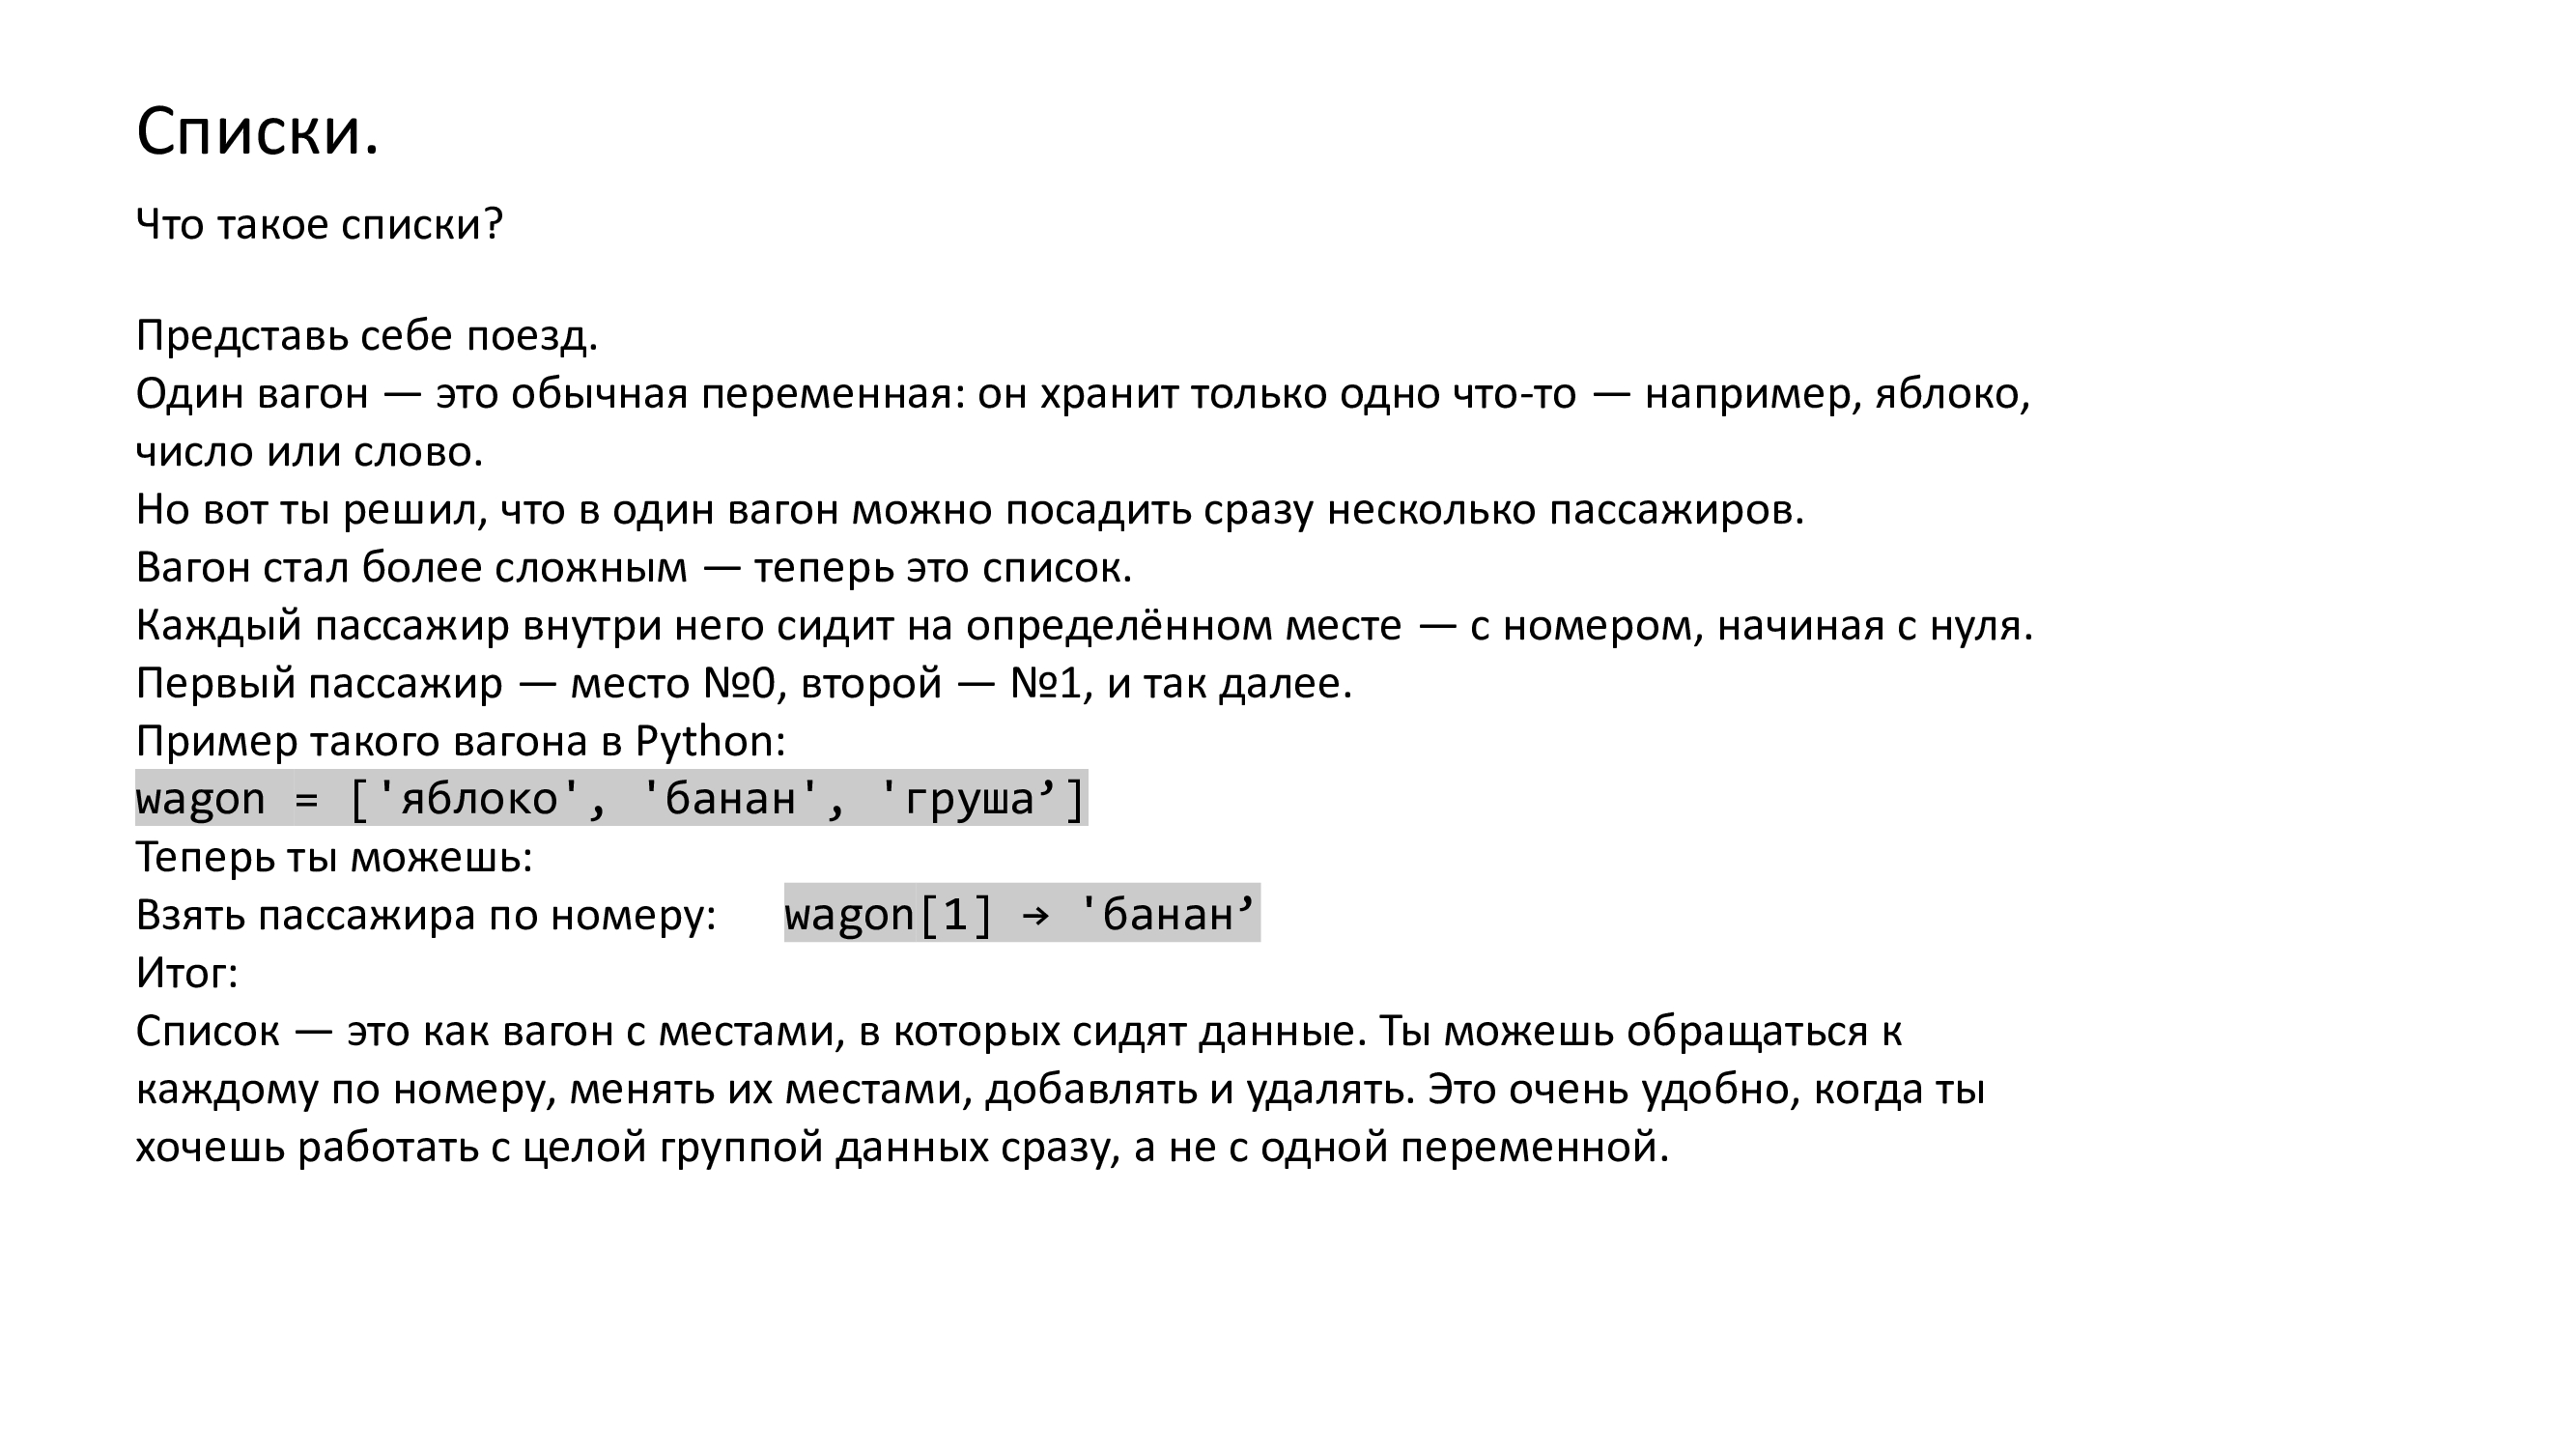 Списки.
Что такое списки?
Представь себе поезд.
Один вагон — это обычная переменная: он хранит только одно что-то — например, яблоко,
число или слово.
Но вот ты решил, что в один вагон можно посадить сразу несколько пассажиров.
Вагон стал более сложным — теперь это список.
Каждый пассажир внутри него сидит на определённом месте — с номером, начиная с нуля.
Первый пассажир — место №0, второй — №1, и так далее.
Пример такого вагона в Python:
wagon = ['яблоко', 'банан', 'груша’]
Теперь ты можешь:
Взять пассажира по номеру: wagon[1] → 'банан’
Итог:
Список — это как вагон с местами, в которых сидят данные. Ты можешь обращаться к
каждому по номеру, менять их местами, добавлять и удалять. Это очень удобно, когда ты
хочешь работать с целой группой данных сразу, а не с одной переменной.